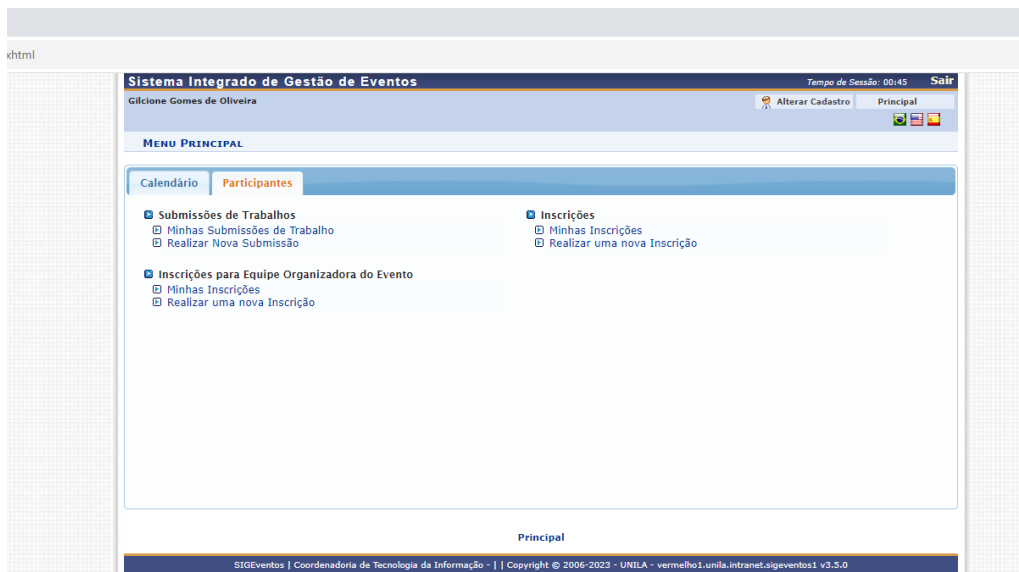 xhtml
Sistema Integrado de Gestão de Eventos
Tempo de Sessão: 00:45 Sair
Gilcione Gomes de Oliveira
Alterar Cadastro Principal
MENU PRINCIPAL
Calendário Participantes
Submissões de Trabalhos
Minhas Submissões de Trabalho
Realizar Nova Submissão
Inscrições
Minhas Inscrições
Realizar uma nova Inscrição
Inscrições para Equipe Organizadora do Evento
Minhas Inscrições
Realizar uma nova Inscrição
Principal
SIGEventos | Coordenadoria de Tecnologia da Informação - | | Copyright © 2006-2023 - UNILA - vermelho1.unila.intranet.sigeventos1 v3.5.0